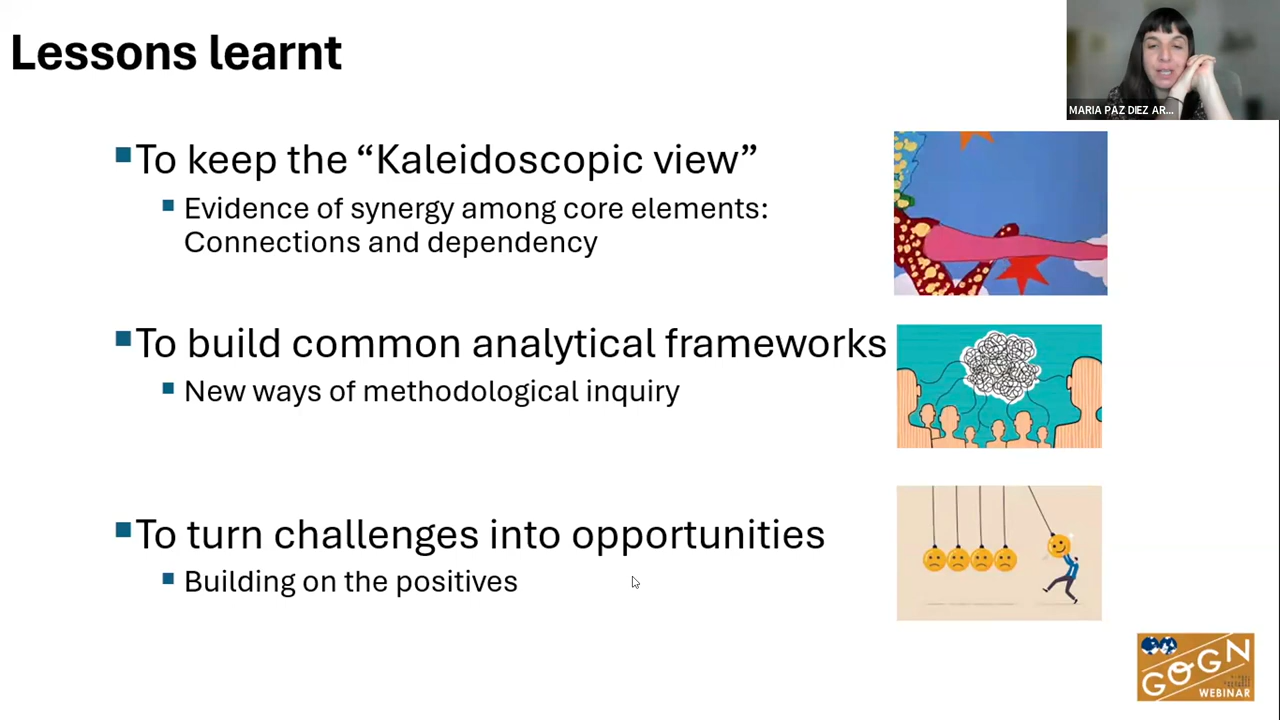 Lessons learnt
MARIA PAZ DIEZ AR...
To keep the “Kaleidoscopic view”
Evidence of synergy among core elements:
Connections and dependency
To build common analytical frameworks
New ways of methodological inquiry
To turn challenges into opportunities
Building on the positives
GOGN
WEBINAR